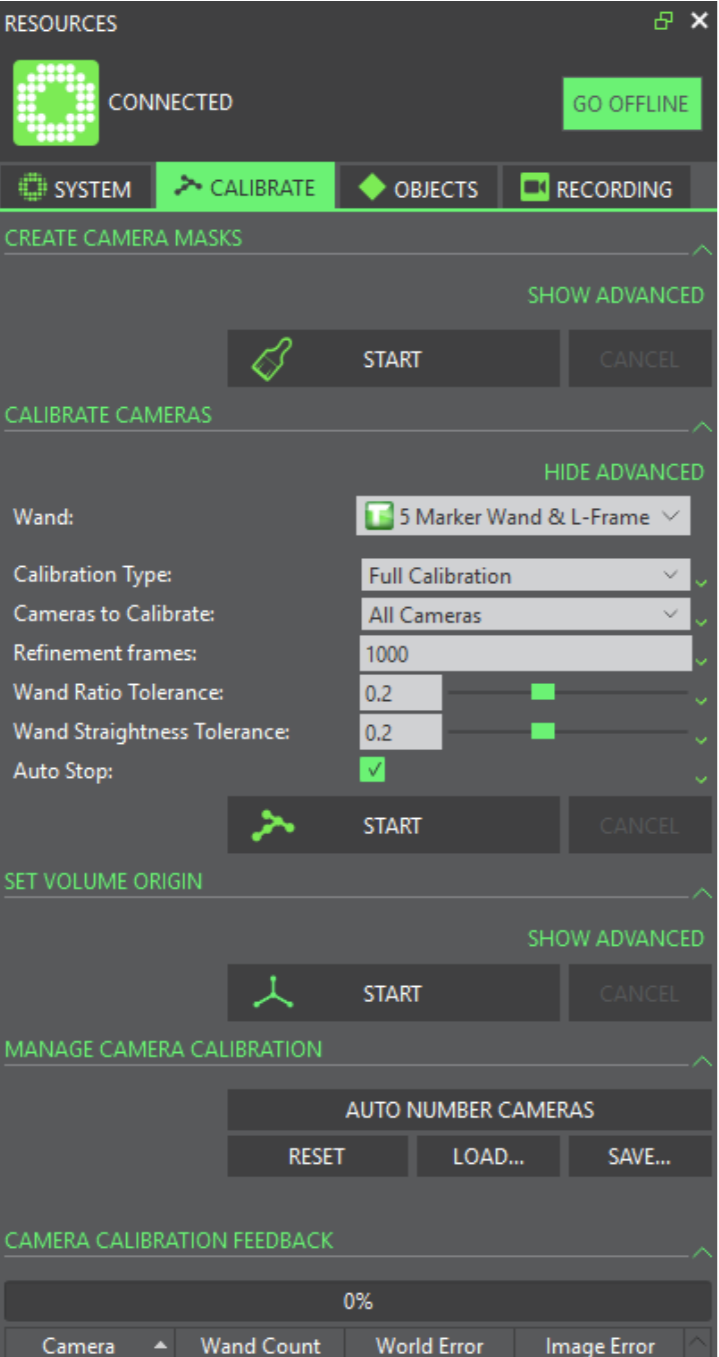 RESOURCES
CONNECTED
GO OFFLINE
SYSTEM CALIBRATE OBJECTS RECORDING
CREATE CAMERA MASKS
SHOW ADVANCED
START CANCEL
CALIBRATE CAMERAS
HIDE ADVANCED
Wand: 5 Marker Wand & L-Frame
Calibration Type: Full Calibration
Cameras to Calibrate: All Cameras
Refinement frames: 1000
Wand Ratio Tolerance: 0.2
Wand Straightness Tolerance: 0.2
Auto Stop:
START CANCEL
SET VOLUME ORIGIN
SHOW ADVANCED
START CANCEL
MANAGE CAMERA CALIBRATION
AUTO NUMBER CAMERAS
RESET LOAD... SAVE...
CAMERA CALIBRATION FEEDBACK
0%
Camera Wand Count World Error Image Error